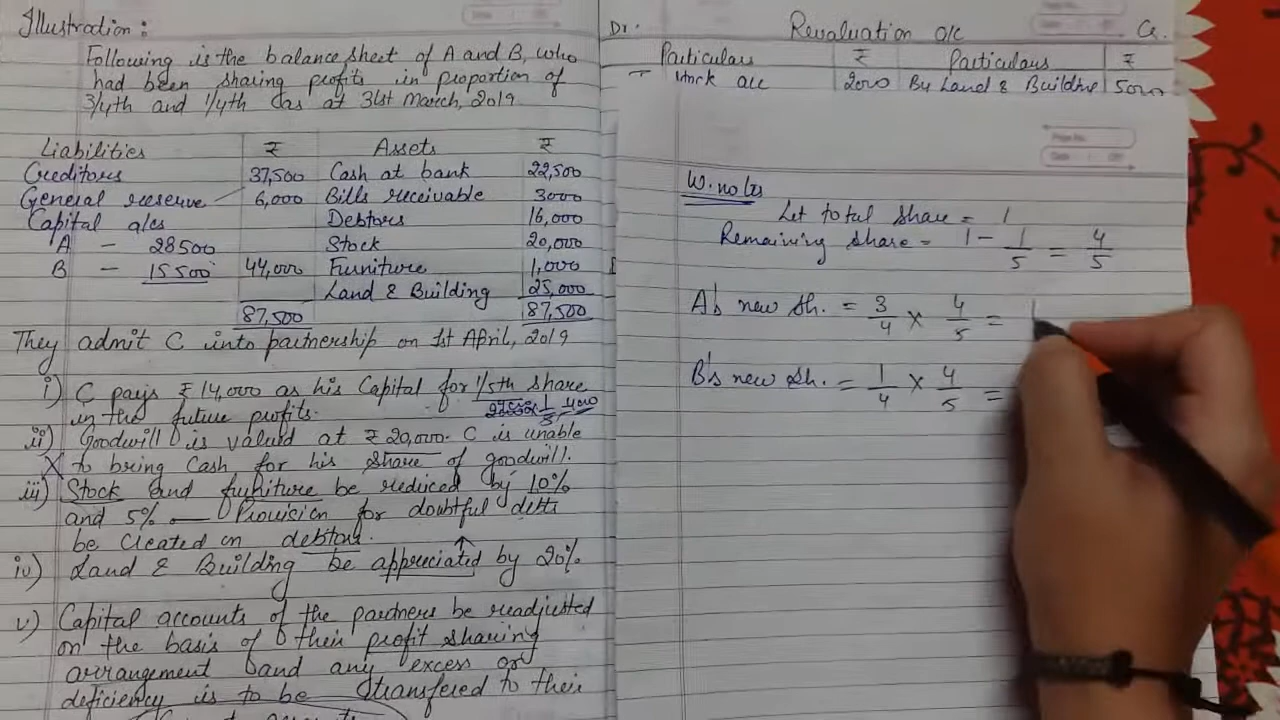 Illustration :
Following is the balance sheet of A and B, who
had been sharing profits in proportion of
3/4th and 1/4th as at 31st March, 2019
Liabilities ₹ Assets ₹
Creditors 37,500 Cash at bank 22,500
General reserve 6,000 Bills receivable 3000
Capital a/cs Debtors 16,000
A - 28500 Stock 20,000
B - 15500 44,000 Furniture 1,000
Land & Building 25,000
87,500 87,500
They admit C into partnership on 1st April, 2019
i) C pays ₹ 14,000 as his Capital for 1/5th share
in the future profits.
ii) Goodwill is valued at ₹ 20,000. C is unable
to bring Cash for his share of goodwill.
iii) Stock and furniture be reduced by 10%
and 5% Provision for doubtful debts
be created on debtors.
iv) Land & Building be appreciated by 20%.
v) Capital accounts of the partners be readjusted
on the basis of their profit sharing
arrangement and any excess or
deficiency is to be transfered to their
Dr. Revaluation a/c Cr.
Particulars ₹ Particulars ₹
2000 By Land & Building 5000
W. notes
Let total share = 1
Remaining share = 1 - 1/5 = 4/5
A's new sh. = 3/4 × 4/5 =
B's new sh. = 1/4 × 4/5 =